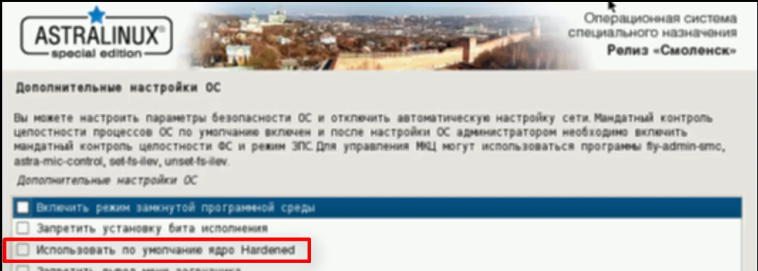 ASTRALINUX®
special edition
Операционная система
специального назначения
Релиз «Смоленск»
Дополнительные настройки ОС
Вы можете настроить параметры безопасности ОС и отключить автоматическую настройку сети. Мандатный контроль
целостности процессов ОС по умолчанию включен и после настройки ОС администратором необходимо включить
мандатный контроль целостности ФС и режим ЗПС. Для управления МКЦ могут использоваться программы fly-admin-smc,
astra-mic-control, set-fs-ilev, unset-fs-ilev.
Дополнительные настройки ОС
Включить режим замкнутой программной среды
Запретить установку бита исполнения
Использовать по умолчанию ядро Hardened
Запретить вывод меню загрузчика